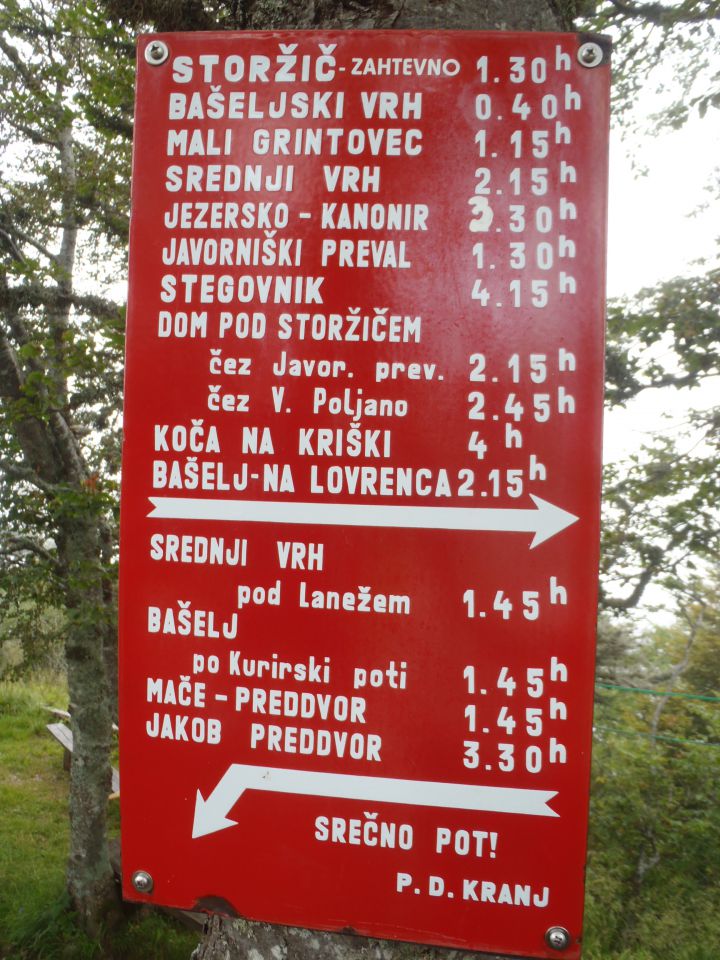 STORŽIČ - ZAHTEVNO 1.30 h
BAŠELJSKI VRH 0.40 h
MALI GRINTOVEC 1.15 h
SREDNJI VRH 2.15 h
JEZERSKO - KANONIR 3.30 h
JAVORNIŠKI PREVAL 1.30 h
STEGOVNIK 4.15 h
DOM POD STORŽIČEM
čez Javor. prev. 2.15 h
čez V. Poljano 2.45 h
KOČA NA KRIŠKI 4 h
BAŠELJ-NA LOVRENCA 2.15 h
SREDNJI VRH
pod Lanežem 1.45 h
BAŠELJ
po Kurirski poti 1.45 h
MAČE - PREDDVOR 1.45 h
JAKOB PREDDVOR 3.30 h
SREČNO POT!
P. D. KRANJ